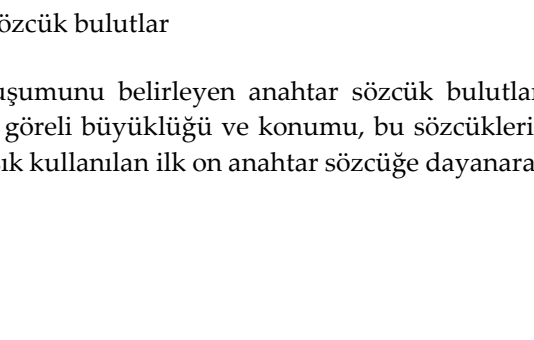 özcük bulutlar
uşumunu belirleyen anahtar sözcük bulutlar
göreli büyüklüğü ve konumu, bu sözcükleri
ık kullanılan ilk on anahtar sözcüğe dayanara